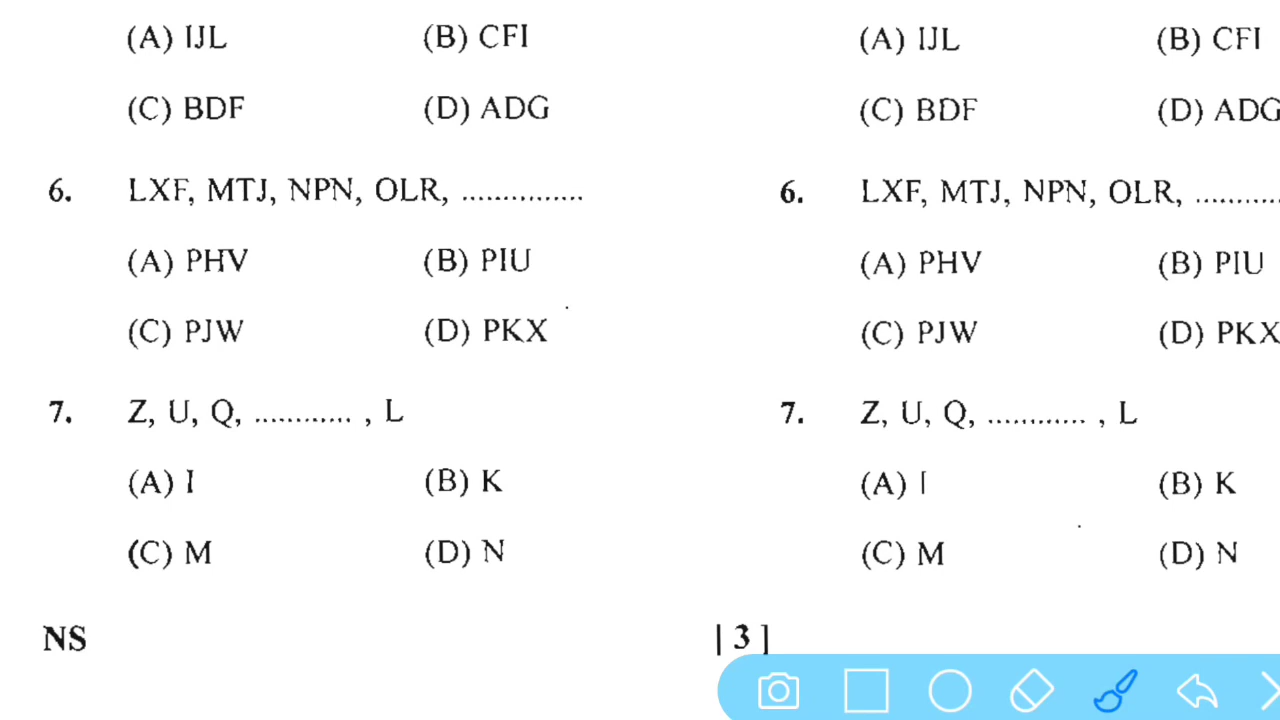 (A) IJL (B) CFI
(C) BDF (D) ADG
6. LXF, MTJ, NPN, OLR, ...............
(A) PHV (B) PIU
(C) PJW (D) PKX
7. Z, U, Q, ............ , L
(A) I (B) K
(C) M (D) N
NS
(A) IJL (B) CFI
(C) BDF (D) ADG
6. LXF, MTJ, NPN, OLR, ..........
(A) PHV (B) PIU
(C) PJW (D) PKX
7. Z, U, Q, ............ , L
(A) I (B) K
(C) M (D) N
[ 3 ]